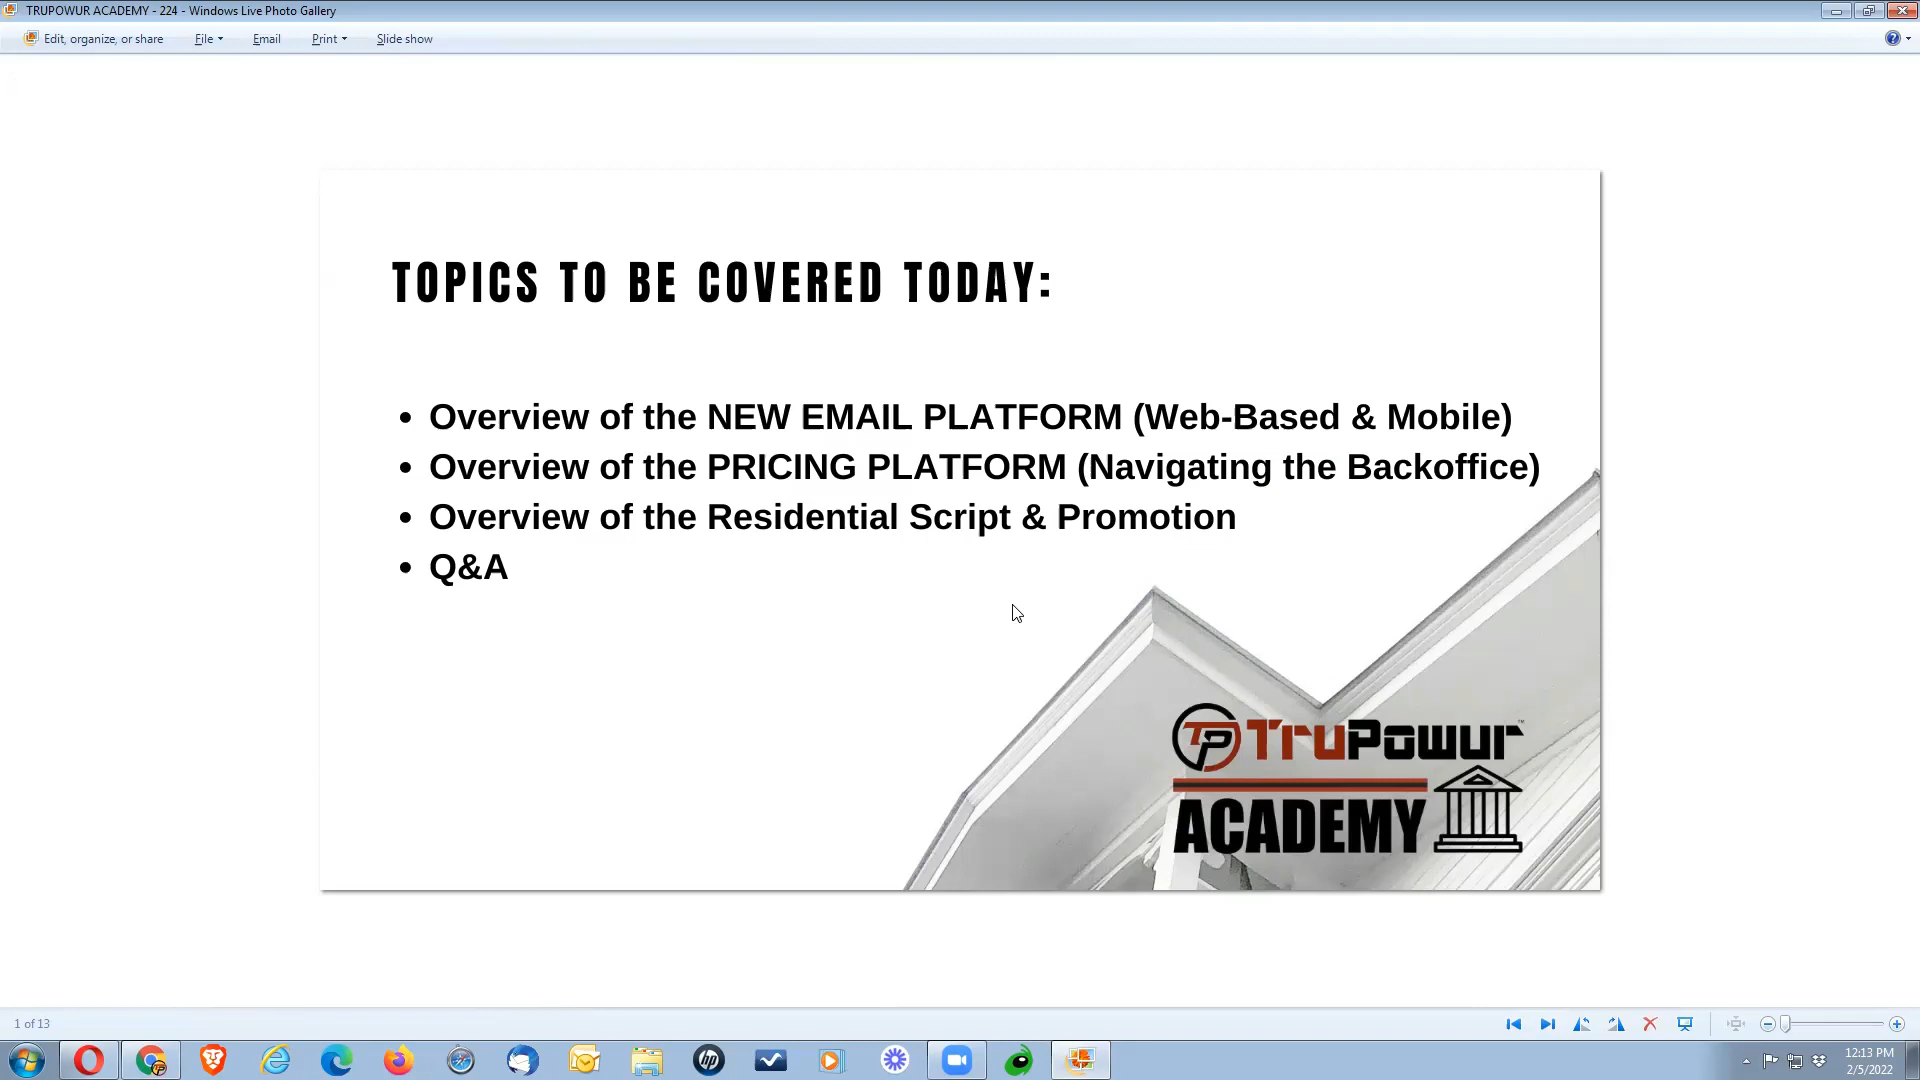 TRUPOWUR ACADEMY - 224 - Windows Live Photo Gallery
Edit, organize, or share File Email Print Slide show
TOPICS TO BE COVERED TODAY:
• Overview of the NEW EMAIL PLATFORM (Web-Based & Mobile)
• Overview of the PRICING PLATFORM (Navigating the Backoffice)
• Overview of the Residential Script & Promotion
• Q&A
TP TruPowur™
ACADEMY
1 of 13
12:13 PM
2/5/2022